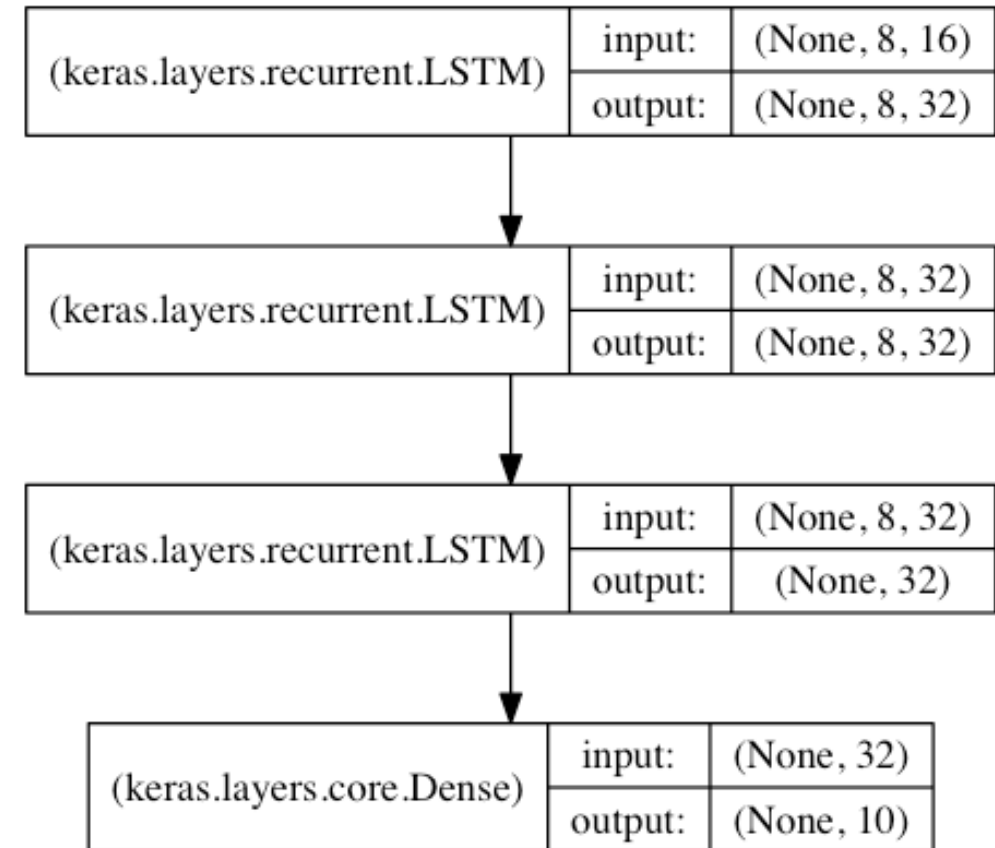 (keras.layers.recurrent.LSTM)
input: (None, 8, 16)
output: (None, 8, 32)
(keras.layers.recurrent.LSTM)
input: (None, 8, 32)
output: (None, 8, 32)
(keras.layers.recurrent.LSTM)
input: (None, 8, 32)
output: (None, 32)
(keras.layers.core.Dense)
input: (None, 32)
output: (None, 10)